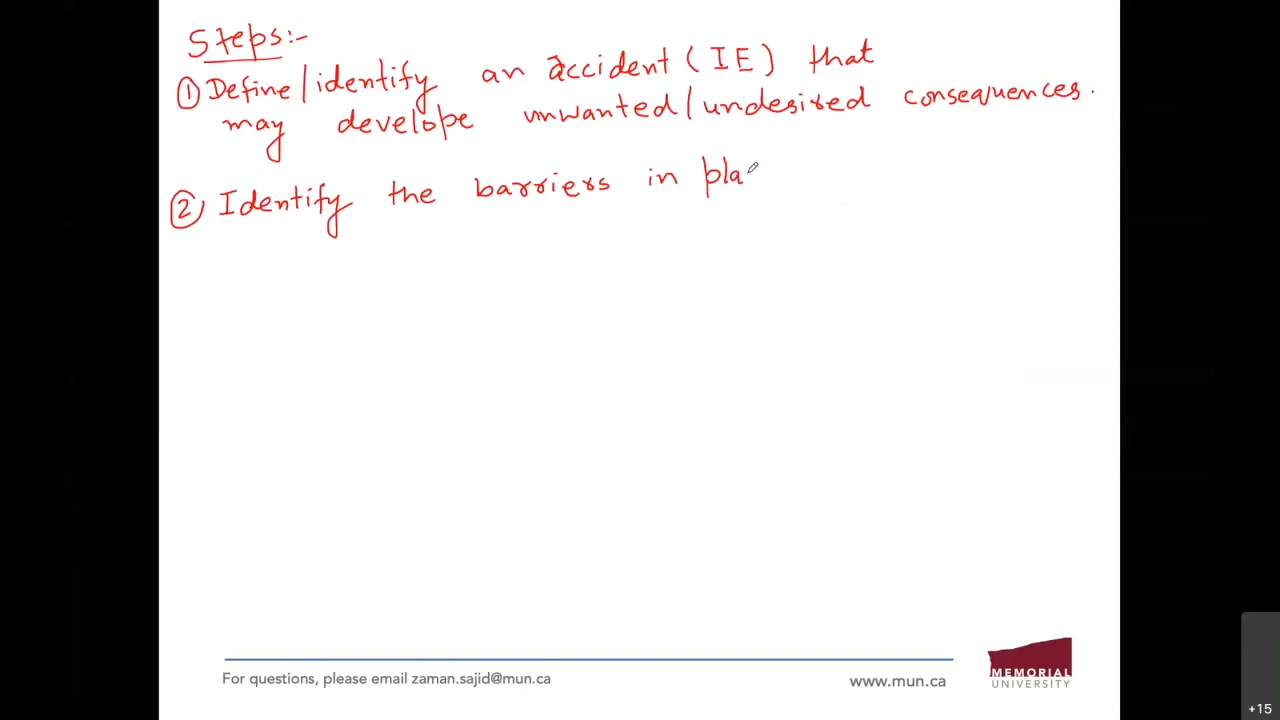 Steps:-
① Define/identify an accident (IE) that
may develope unwanted/undesired consequences.
② Identify the barriers in pla
For questions, please email zaman.sajid@mun.ca
www.mun.ca
MEMORIAL
UNIVERSITY
+15